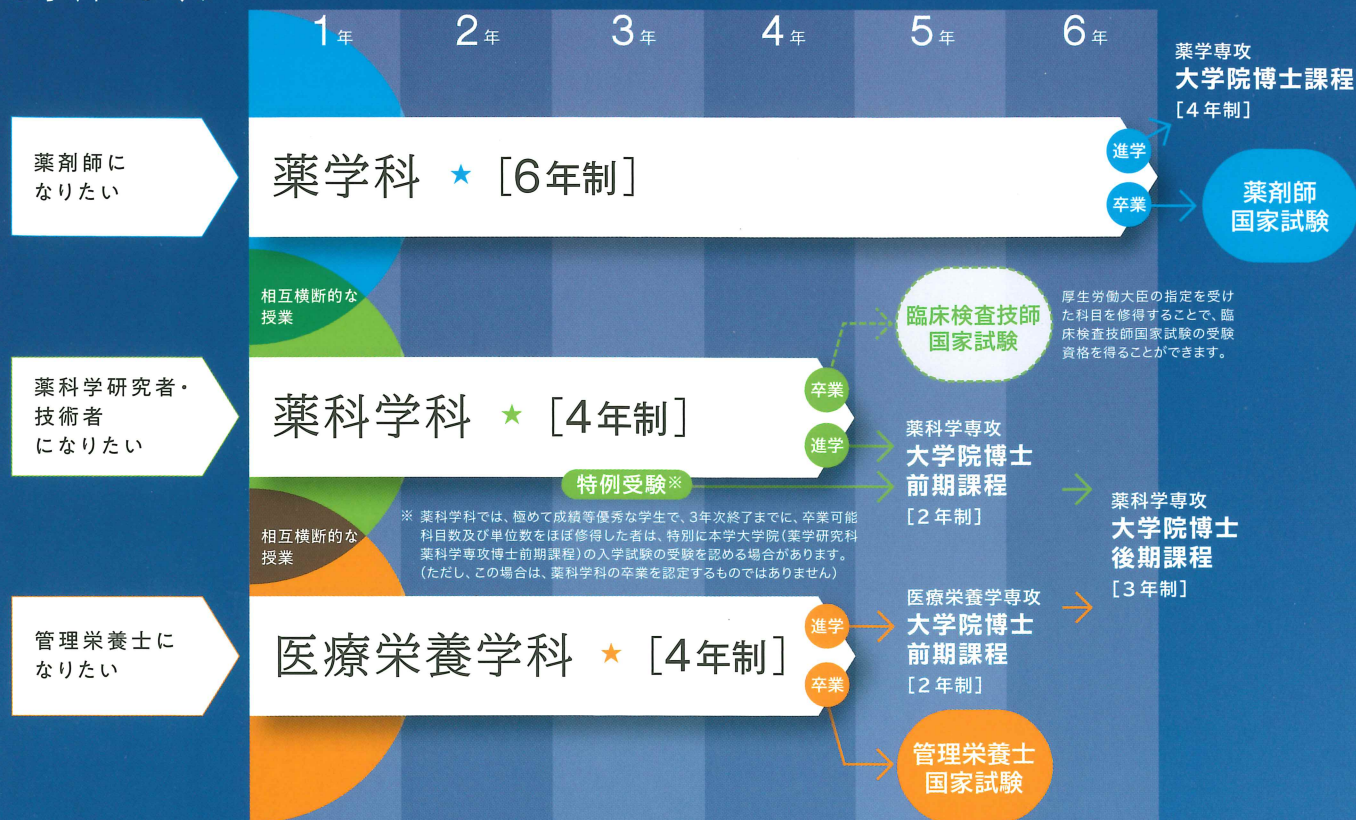 1年 2年 3年 4年 5年 6年
薬学専攻
大学院博士課程
[4年制]
薬剤師に
なりたい
薬学科 ★ [6年制]
進学
卒業
薬剤師
国家試験
相互横断的な
授業
臨床検査技師
国家試験
厚生労働大臣の指定を受け
た科目を修得することで、臨
床検査技師国家試験の受験
資格を得ることができます。
薬科学研究者・
技術者
になりたい
薬科学科 ★ [4年制]
卒業
進学
薬科学専攻
大学院博士
前期課程
[2年制]
特例受験※
※ 薬科学科では、極めて成績等優秀な学生で、3年次終了までに、卒業可能
科目数及び単位数をほぼ修得した者は、特別に本学大学院(薬学研究科
薬科学専攻博士前期課程)の入学試験の受験を認める場合があります。
(ただし、この場合は、薬科学科の卒業を認定するものではありません)
薬科学専攻
大学院博士
後期課程
[3年制]
相互横断的な
授業
管理栄養士に
なりたい
医療栄養学科 ★ [4年制]
進学
卒業
医療栄養学専攻
大学院博士
前期課程
[2年制]
管理栄養士
国家試験